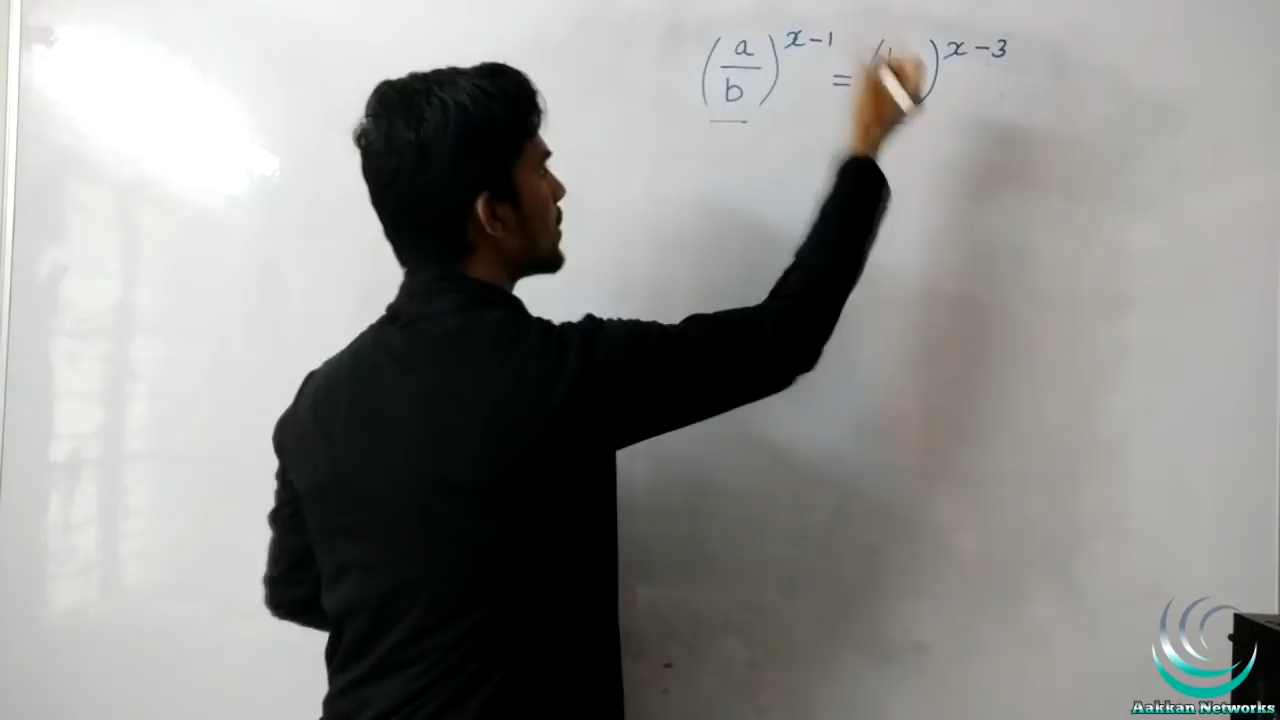 (a/b)^x-1 = ( )^x-3
Aakkan Networks